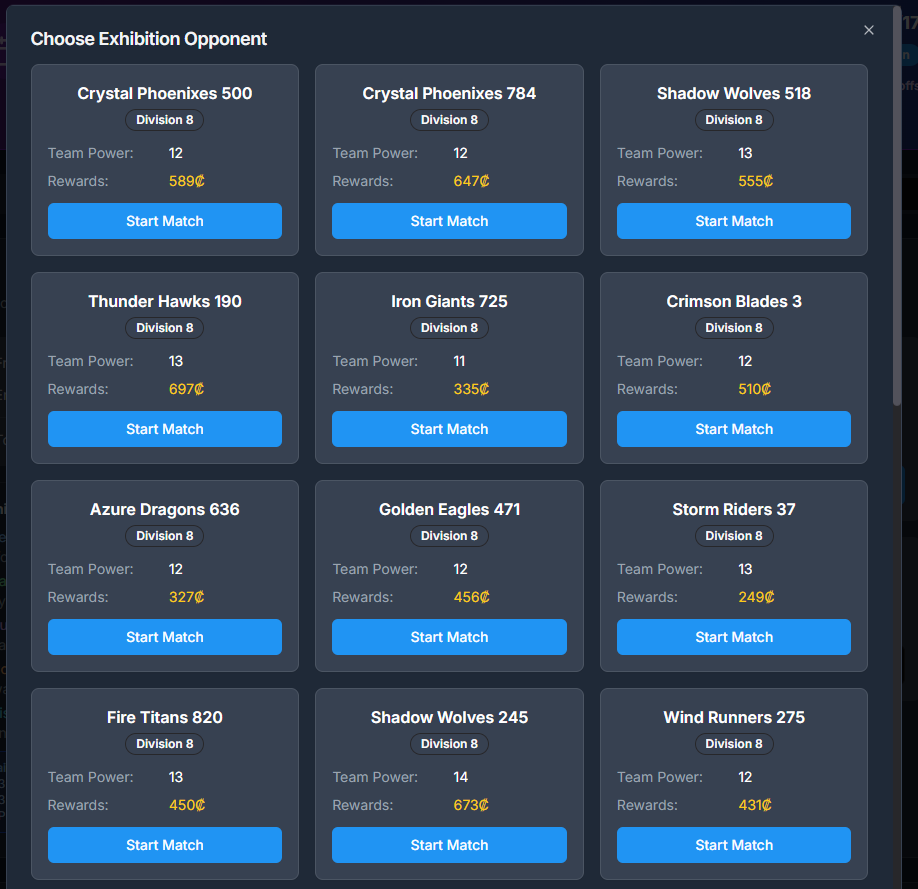 Choose Exhibition Opponent
Crystal Phoenixes 500
Division 8
Team Power: 12
Rewards: 589₡
Start Match
Crystal Phoenixes 784
Division 8
Team Power: 12
Rewards: 647₡
Start Match
Shadow Wolves 518
Division 8
Team Power: 13
Rewards: 555₡
Start Match
Thunder Hawks 190
Division 8
Team Power: 13
Rewards: 697₡
Start Match
Iron Giants 725
Division 8
Team Power: 11
Rewards: 335₡
Start Match
Crimson Blades 3
Division 8
Team Power: 12
Rewards: 510₡
Start Match
Azure Dragons 636
Division 8
Team Power: 12
Rewards: 327₡
Start Match
Golden Eagles 471
Division 8
Team Power: 12
Rewards: 456₡
Start Match
Storm Riders 37
Division 8
Team Power: 13
Rewards: 249₡
Start Match
Fire Titans 820
Division 8
Team Power: 13
Rewards: 450₡
Start Match
Shadow Wolves 245
Division 8
Team Power: 14
Rewards: 673₡
Start Match
Wind Runners 275
Division 8
Team Power: 12
Rewards: 431₡
Start Match